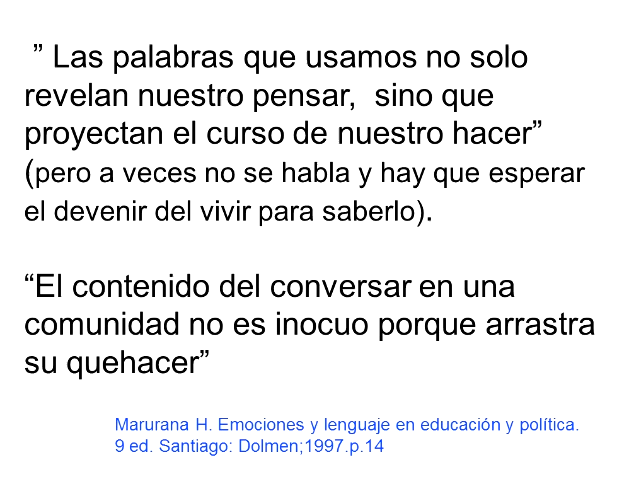 ” Las palabras que usamos no solo
revelan nuestro pensar, sino que
proyectan el curso de nuestro hacer”
(pero a veces no se habla y hay que esperar
el devenir del vivir para saberlo).
“El contenido del conversar en una
comunidad no es inocuo porque arrastra
su quehacer”
Marurana H. Emociones y lenguaje en educación y política.
9 ed. Santiago: Dolmen;1997.p.14